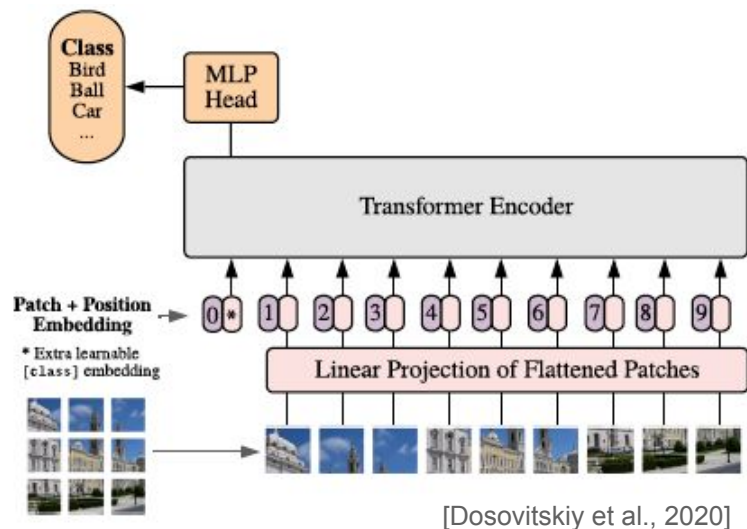 Class
Bird
Ball
Car
...
MLP
Head
Transformer Encoder
Patch + Position
Embedding
0 * 1 2 3 4 5 6 7 8 9
* Extra learnable
[class] embedding
Linear Projection of Flattened Patches
[Dosovitskiy et al., 2020]